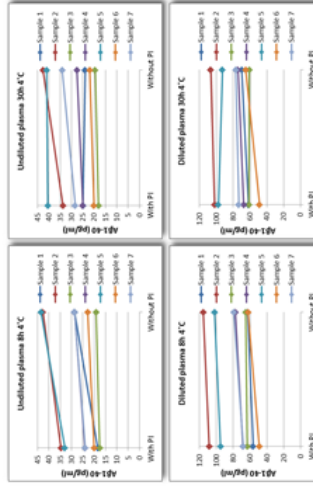 Undiluted plasma 8h 4°C
Aβ1-40 (pg/ml)
45
40
35
30
25
20
15
10
5
0
With PI
Without PI
Sample 1
Sample 2
Sample 3
Sample 4
Sample 5
Sample 6
Sample 7
Undiluted plasma 30h 4°C
Aβ1-40 (pg/ml)
45
40
35
30
25
20
15
10
5
0
With PI
Without PI
Sample 1
Sample 2
Sample 3
Sample 4
Sample 5
Sample 6
Sample 7
Diluted plasma 8h 4°C
Aβ1-40 (pg/ml)
120
100
80
60
40
20
0
With PI
Without PI
Sample 1
Sample 2
Sample 3
Sample 4
Sample 5
Sample 6
Sample 7
Diluted plasma 30h 4°C
Aβ1-40 (pg/ml)
120
100
80
60
40
20
0
With PI
Without PI
Sample 1
Sample 2
Sample 3
Sample 4
Sample 5
Sample 6
Sample 7